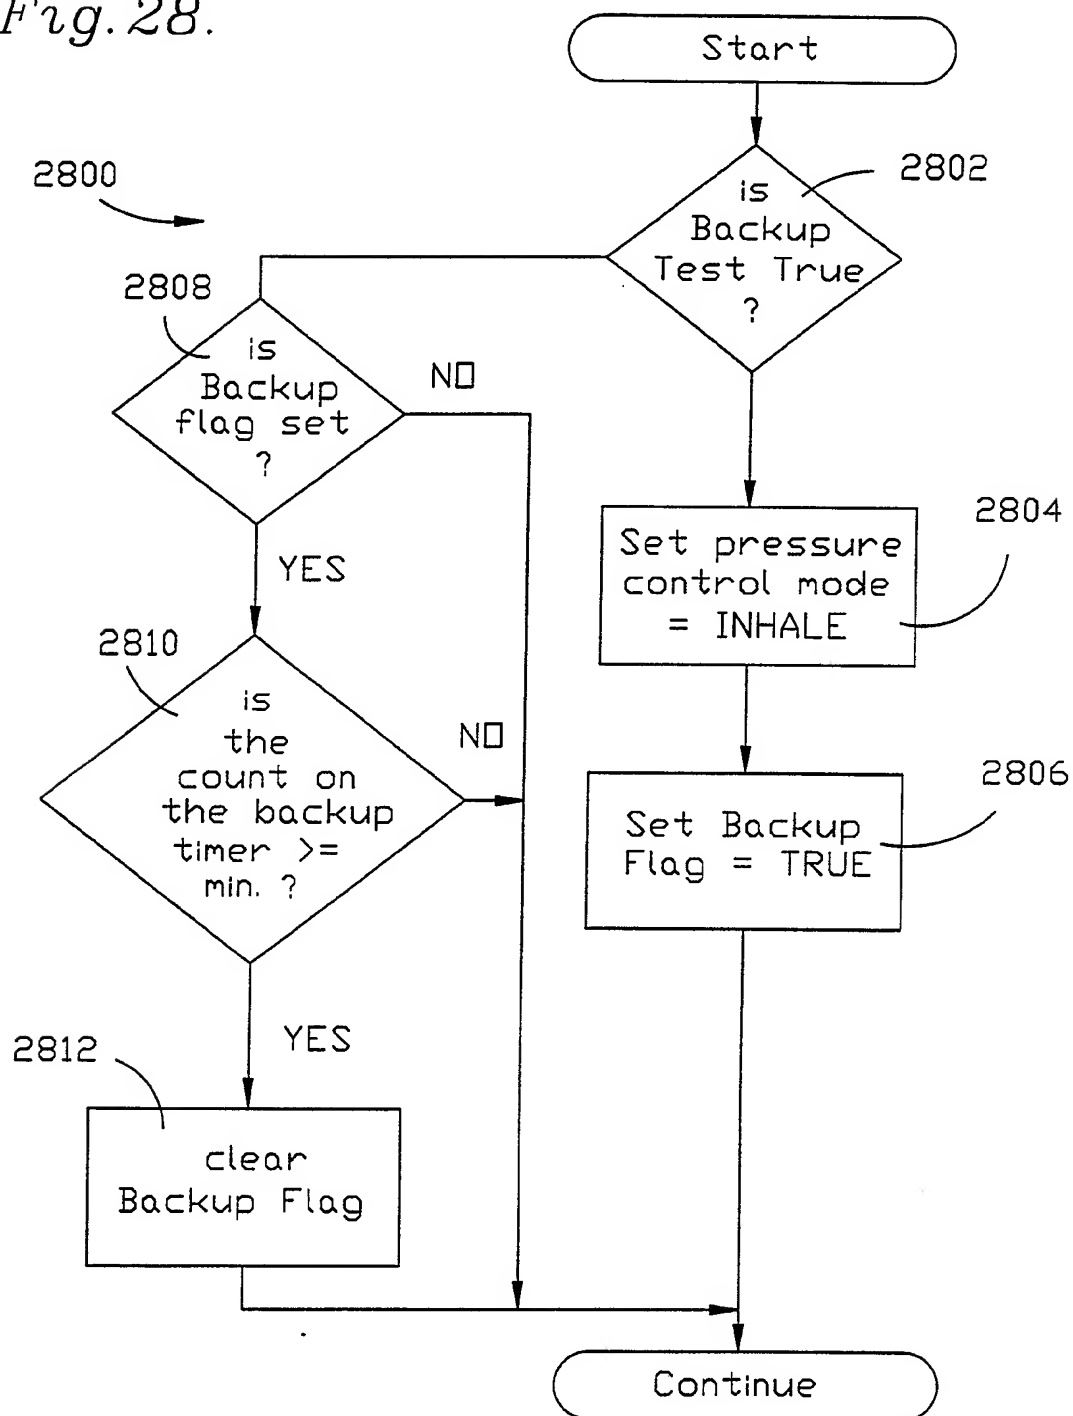 Fig. 28.
Start
2800
2802
is
Backup
Test True
?
2808
is
Backup
flag set
?
NO
YES
2804
Set pressure
control mode
= INHALE
2810
is
the
count on
the backup
timer >=
min. ?
NO
2806
Set Backup
Flag = TRUE
YES
2812
clear
Backup Flag
Continue